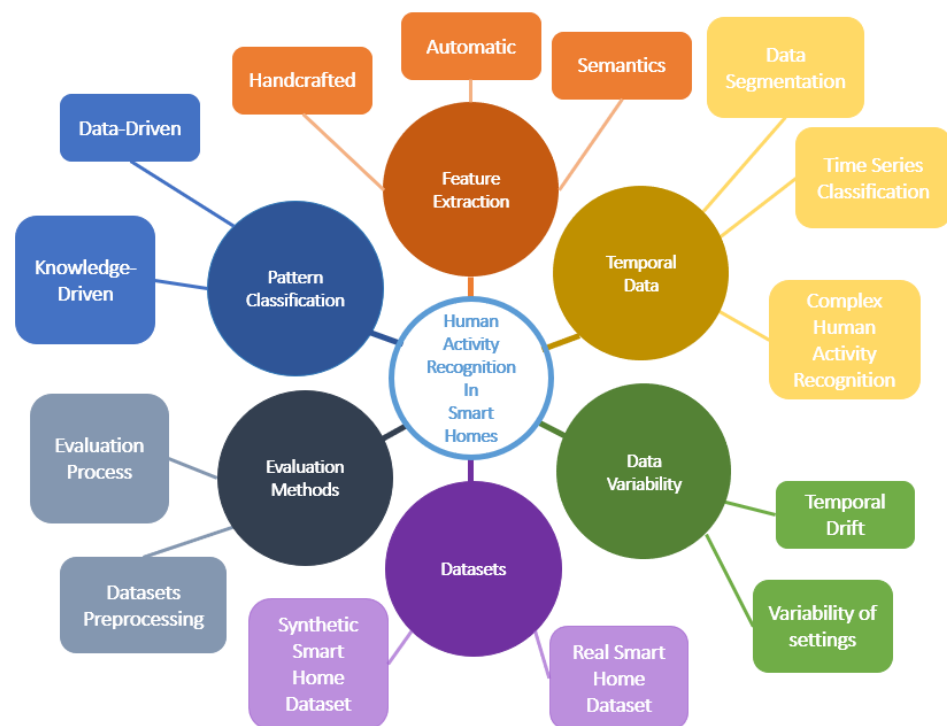 Automatic
Handcrafted
Semantics
Data
Segmentation
Data-Driven
Feature
Extraction
Time Series
Classification
Knowledge-
Driven
Pattern
Classification
Temporal
Data
Human
Activity
Recognition
In
Smart
Homes
Complex
Human
Activity
Recognition
Evaluation
Process
Evaluation
Methods
Data
Variability
Temporal
Drift
Datasets
Datasets
Preprocessing
Synthetic
Smart
Home
Dataset
Real Smart
Home
Dataset
Variability of
settings